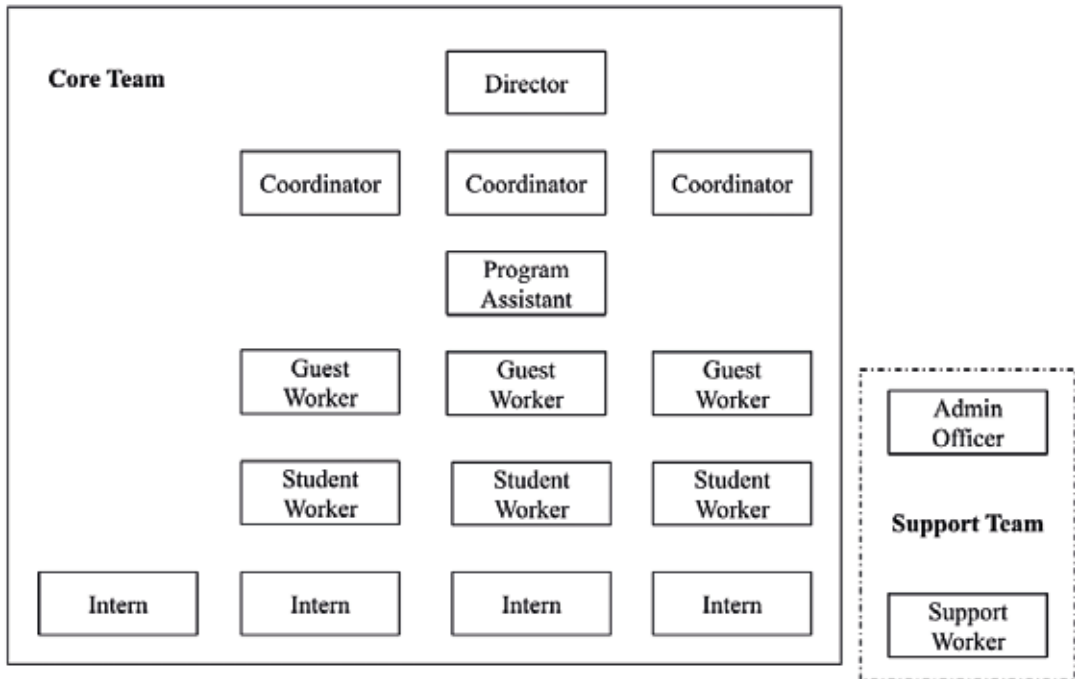 Core Team
Director
Coordinator
Coordinator
Coordinator
Program
Assistant
Guest
Worker
Guest
Worker
Guest
Worker
Student
Worker
Student
Worker
Student
Worker
Intern
Intern
Intern
Intern
Admin
Officer
Support Team
Support
Worker